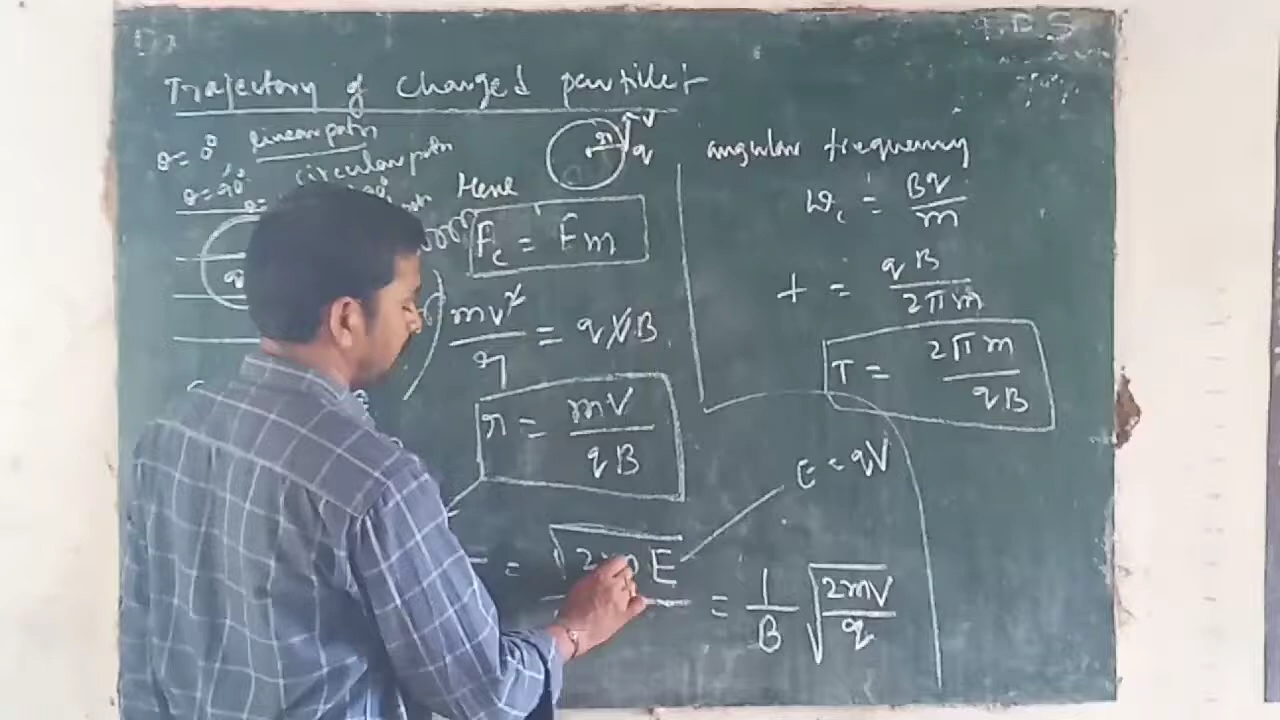 Trajectory of charged particle:-
θ = 0° linear path
θ = 90° circular path
r V
q
Here
F_c = F_m
mv²/r = qVB
r = mV/qB
= √2mE
= 1/B √(2mV/q)
E = qV
angular frequency
ω_c = Bq/m
f = qB/2πm
T = 2πm/qB